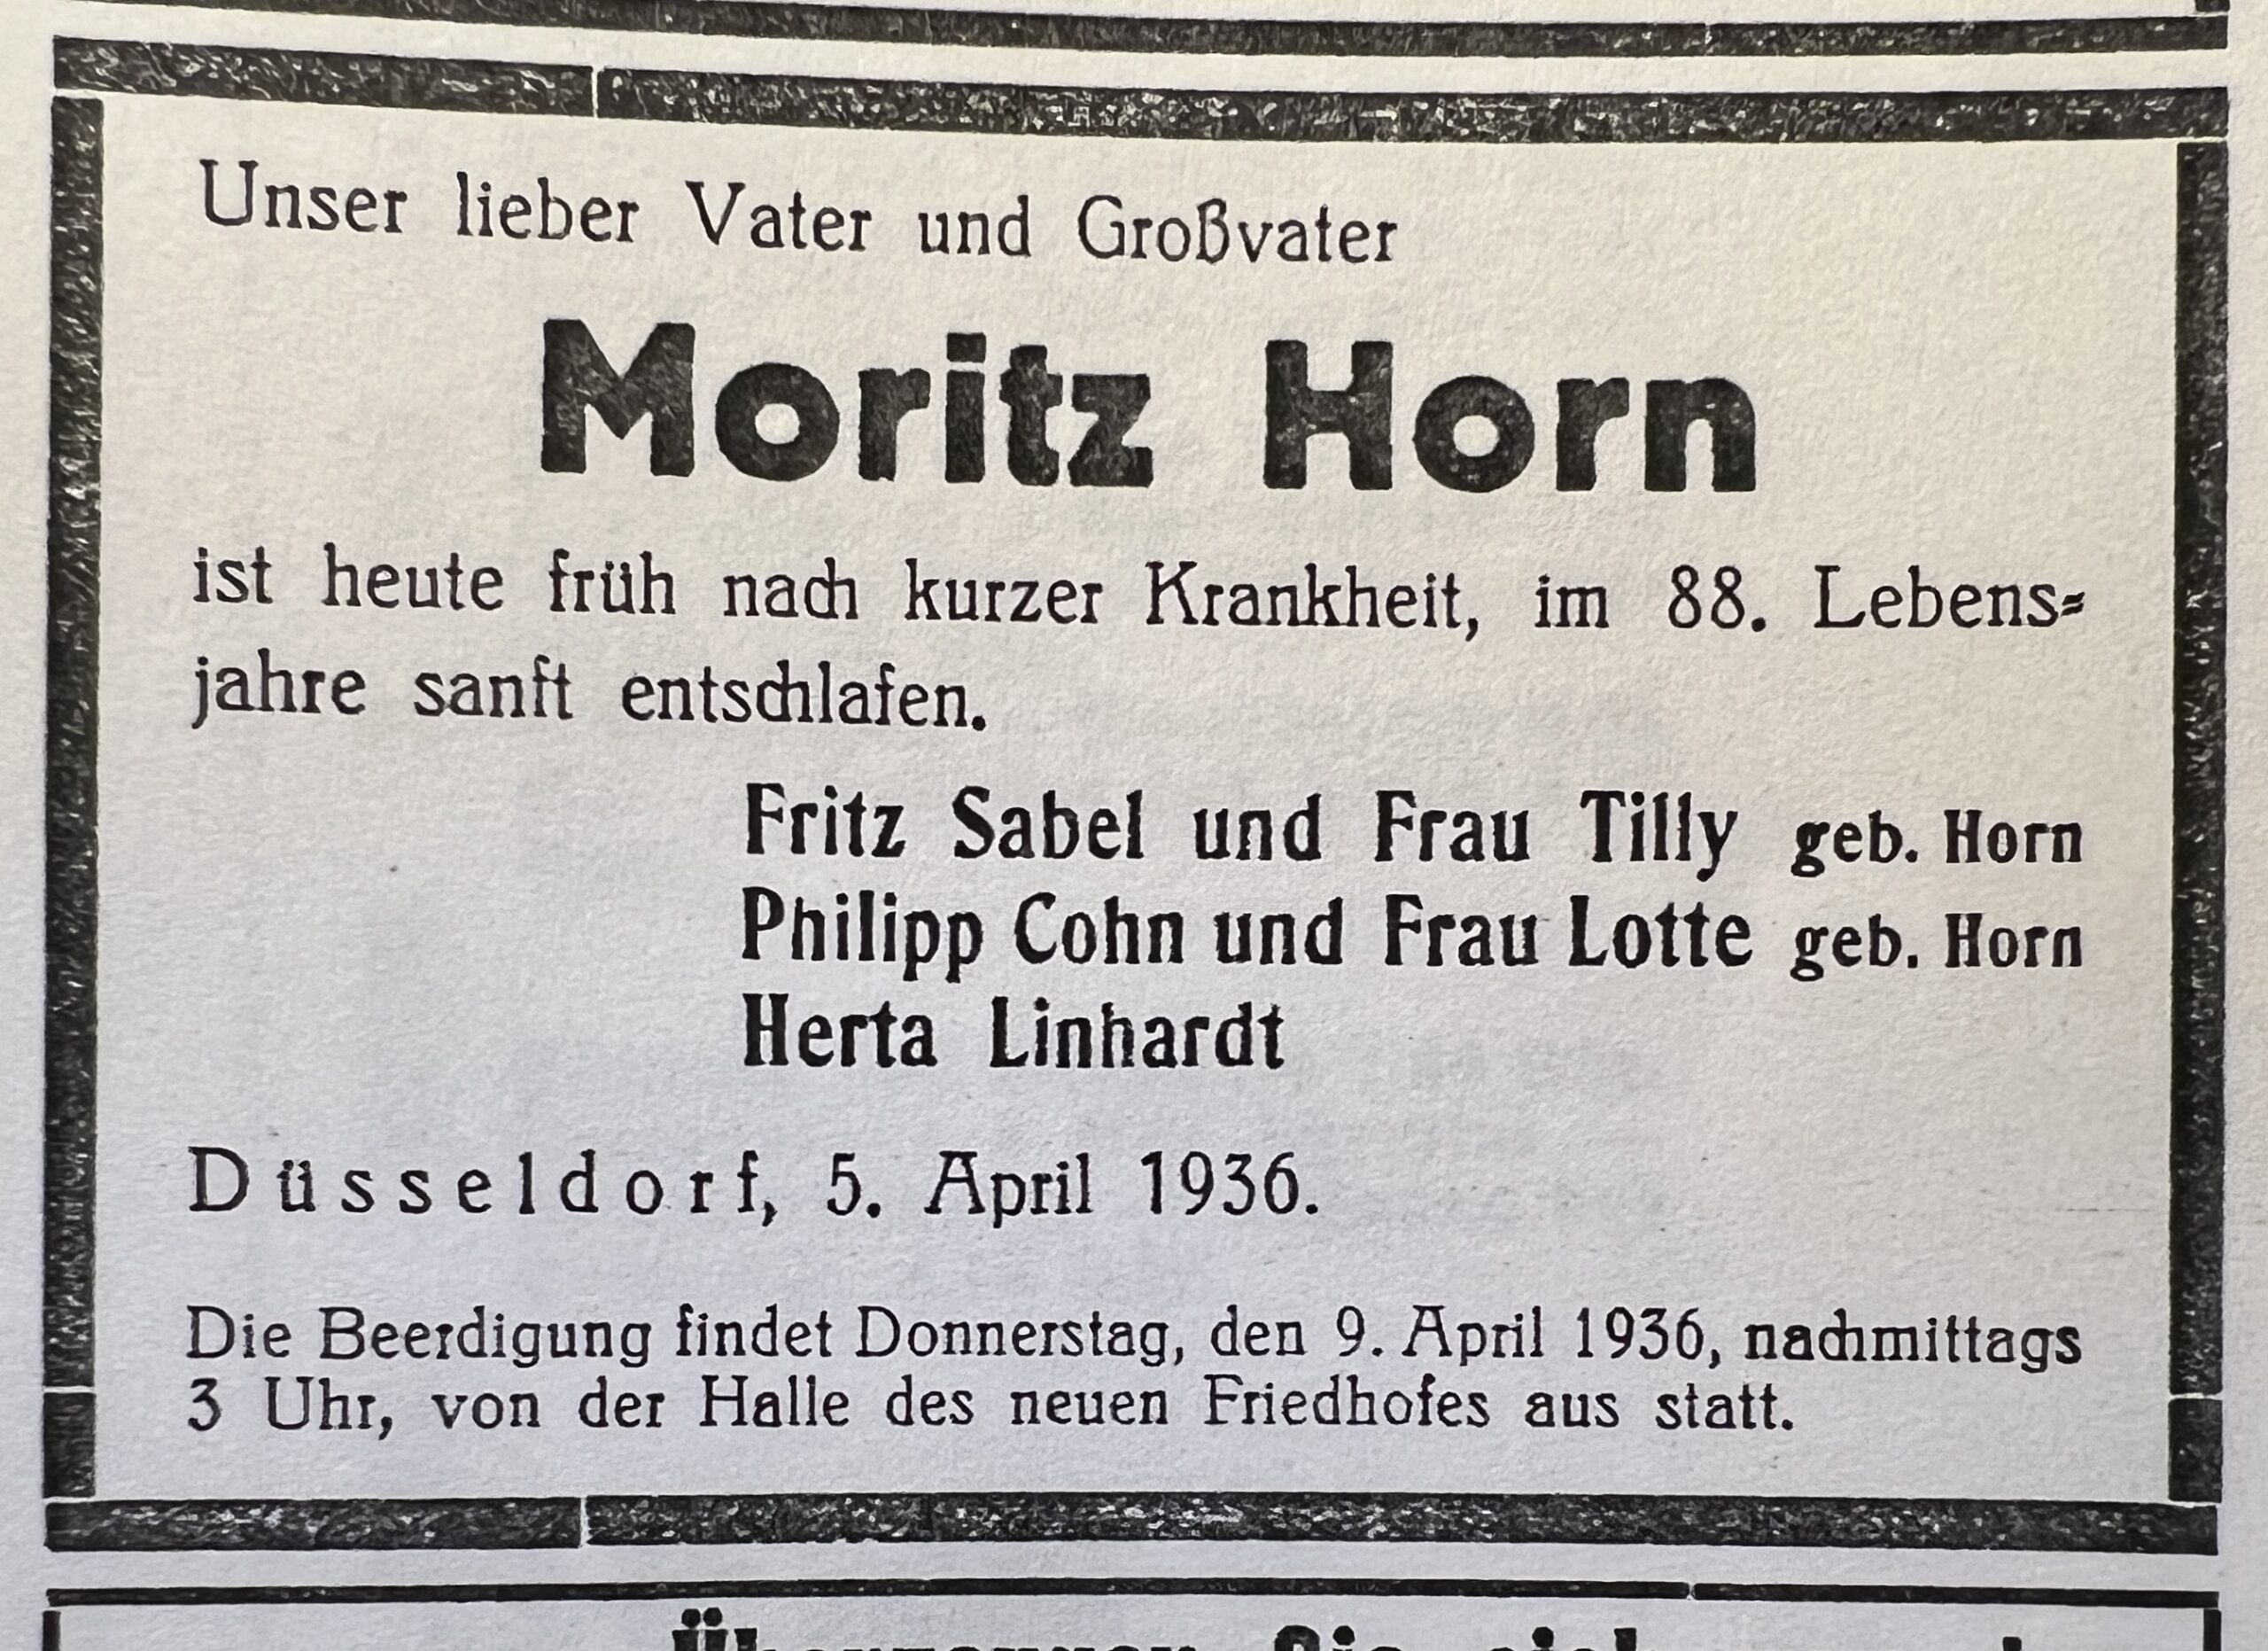 Unser lieber Vater und Großvater
Moritz Horn
ist heute früh nach kurzer Krankheit, im 88. Lebens-
jahre sanft entschlafen.
Fritz Sabel und Frau Tilly geb. Horn
Philipp Cohn und Frau Lotte geb. Horn
Herta Linhardt
Düsseldorf, 5. April 1936.
Die Beerdigung findet Donnerstag, den 9. April 1936, nachmittags
3 Uhr, von der Halle des neuen Friedhofes aus statt.
Sie sich